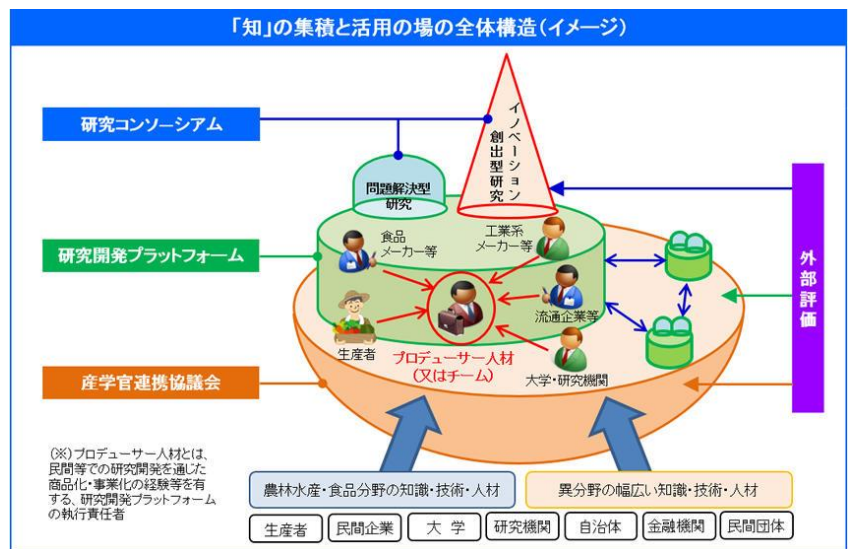 「知」の集積と活用の場の全体構造(イメージ)
研究コンソーシアム
イノベーション
創出型研究
問題解決型
研究
研究開発プラットフォーム
食品
メーカー等
工業系
メーカー等
外部評価
流通企業等
生産者
プロデューサー人材
(又はチーム)
大学・研究機関
産学官連携協議会
(※)プロデューサー人材とは、
民間等での研究開発を通じた
商品化・事業化の経験等を有
する、研究開発プラットフォーム
の執行責任者
農林水産・食品分野の知識・技術・人材
異分野の幅広い知識・技術・人材
生産者
民間企業
大 学
研究機関
自治体
金融機関
民間団体